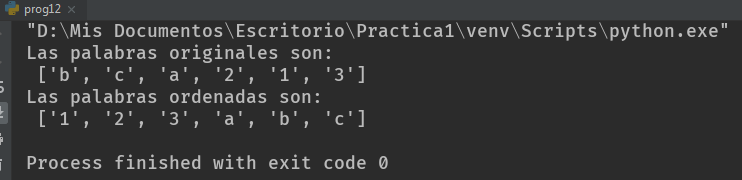 prog12 ×
"D:\Mis Documentos\Escritorio\Practica1\venv\Scripts\python.exe"
Las palabras originales son:
['b', 'c', 'a', '2', '1', '3']
Las palabras ordenadas son:
['1', '2', '3', 'a', 'b', 'c']
Process finished with exit code 0